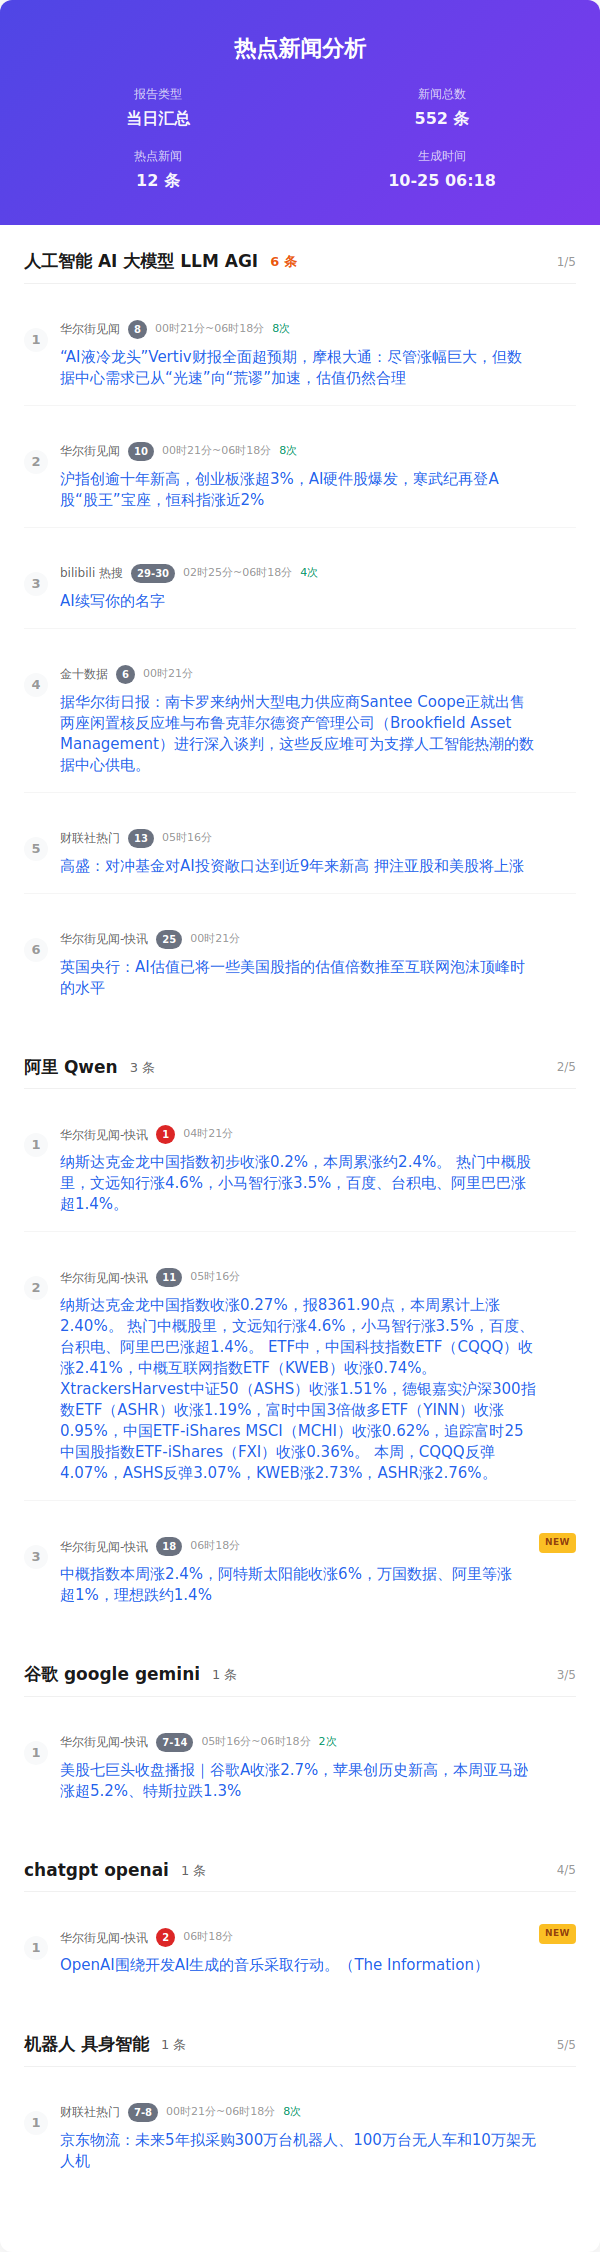 热点新闻分析
报告类型
当日汇总
新闻总数
552 条
热点新闻
12 条
生成时间
10-25 06:18
人工智能 AI 大模型 LLM AGI 6 条 1/5
1
华尔街见闻 8 00时21分~06时18分 8次
“AI液冷龙头”Vertiv财报全面超预期，摩根大通：尽管涨幅巨大，但数
据中心需求已从“光速”向“荒谬”加速，估值仍然合理
2
华尔街见闻 10 00时21分~06时18分 8次
沪指创逾十年新高，创业板涨超3%，AI硬件股爆发，寒武纪再登A
股“股王”宝座，恒科指涨近2%
3
bilibili 热搜 29-30 02时25分~06时18分 4次
AI续写你的名字
4
金十数据 6 00时21分
据华尔街日报：南卡罗来纳州大型电力供应商Santee Coope正就出售
两座闲置核反应堆与布鲁克菲尔德资产管理公司（Brookfield Asset
Management）进行深入谈判，这些反应堆可为支撑人工智能热潮的数
据中心供电。
5
财联社热门 13 05时16分
高盛：对冲基金对AI投资敞口达到近9年来新高 押注亚股和美股将上涨
6
华尔街见闻-快讯 25 00时21分
英国央行：AI估值已将一些美国股指的估值倍数推至互联网泡沫顶峰时
的水平
阿里 Qwen 3 条 2/5
1
华尔街见闻-快讯 1 04时21分
纳斯达克金龙中国指数初步收涨0.2%，本周累涨约2.4%。 热门中概股
里，文远知行涨4.6%，小马智行涨3.5%，百度、台积电、阿里巴巴涨
超1.4%。
2
华尔街见闻-快讯 11 05时16分
纳斯达克金龙中国指数收涨0.27%，报8361.90点，本周累计上涨
2.40%。 热门中概股里，文远知行涨4.6%，小马智行涨3.5%，百度、
台积电、阿里巴巴涨超1.4%。 ETF中，中国科技指数ETF（CQQQ）收
涨2.41%，中概互联网指数ETF（KWEB）收涨0.74%。
XtrackersHarvest中证50（ASHS）收涨1.51%，德银嘉实沪深300指
数ETF（ASHR）收涨1.19%，富时中国3倍做多ETF（YINN）收涨
0.95%，中国ETF-iShares MSCI（MCHI）收涨0.62%，追踪富时25
中国股指数ETF-iShares（FXI）收涨0.36%。 本周，CQQQ反弹
4.07%，ASHS反弹3.07%，KWEB涨2.73%，ASHR涨2.76%。
3
华尔街见闻-快讯 18 06时18分 NEW
中概指数本周涨2.4%，阿特斯太阳能收涨6%，万国数据、阿里等涨
超1%，理想跌约1.4%
谷歌 google gemini 1 条 3/5
1
华尔街见闻-快讯 7-14 05时16分~06时18分 2次
美股七巨头收盘播报｜谷歌A收涨2.7%，苹果创历史新高，本周亚马逊
涨超5.2%、特斯拉跌1.3%
chatgpt openai 1 条 4/5
1
华尔街见闻-快讯 2 06时18分 NEW
OpenAI围绕开发AI生成的音乐采取行动。（The Information）
机器人 具身智能 1 条 5/5
1
财联社热门 7-8 00时21分~06时18分 8次
京东物流：未来5年拟采购300万台机器人、100万台无人车和10万架无
人机